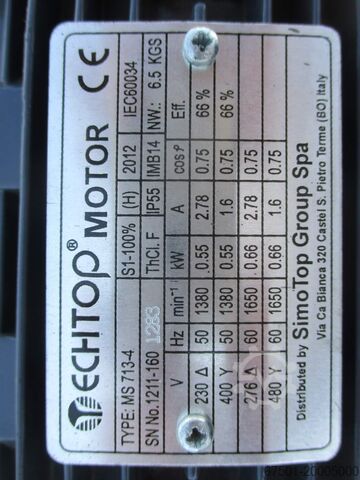 TECHTOP® MOTOR CE
TYPE: MS 713-4 S1-100% (H) 2012 IEC60034
SN No. 1211-160 1283 ThCl. F IP55 IMB14 NW.: 6.5 KGS
V Hz min⁻¹ kW A cosφ Eff.
230 Δ 50 1380 0.55 2.78 0.75 66 %
400 Y 50 1380 0.55 1.6 0.75 66 %
276 Δ 60 1650 0.66 2.78 0.75
480 Y 60 1650 0.66 1.6 0.75
Distributed by SimoTop Group Spa
Via Ca Bianca 320 Castel S. Pietro Terme (BO) Italy